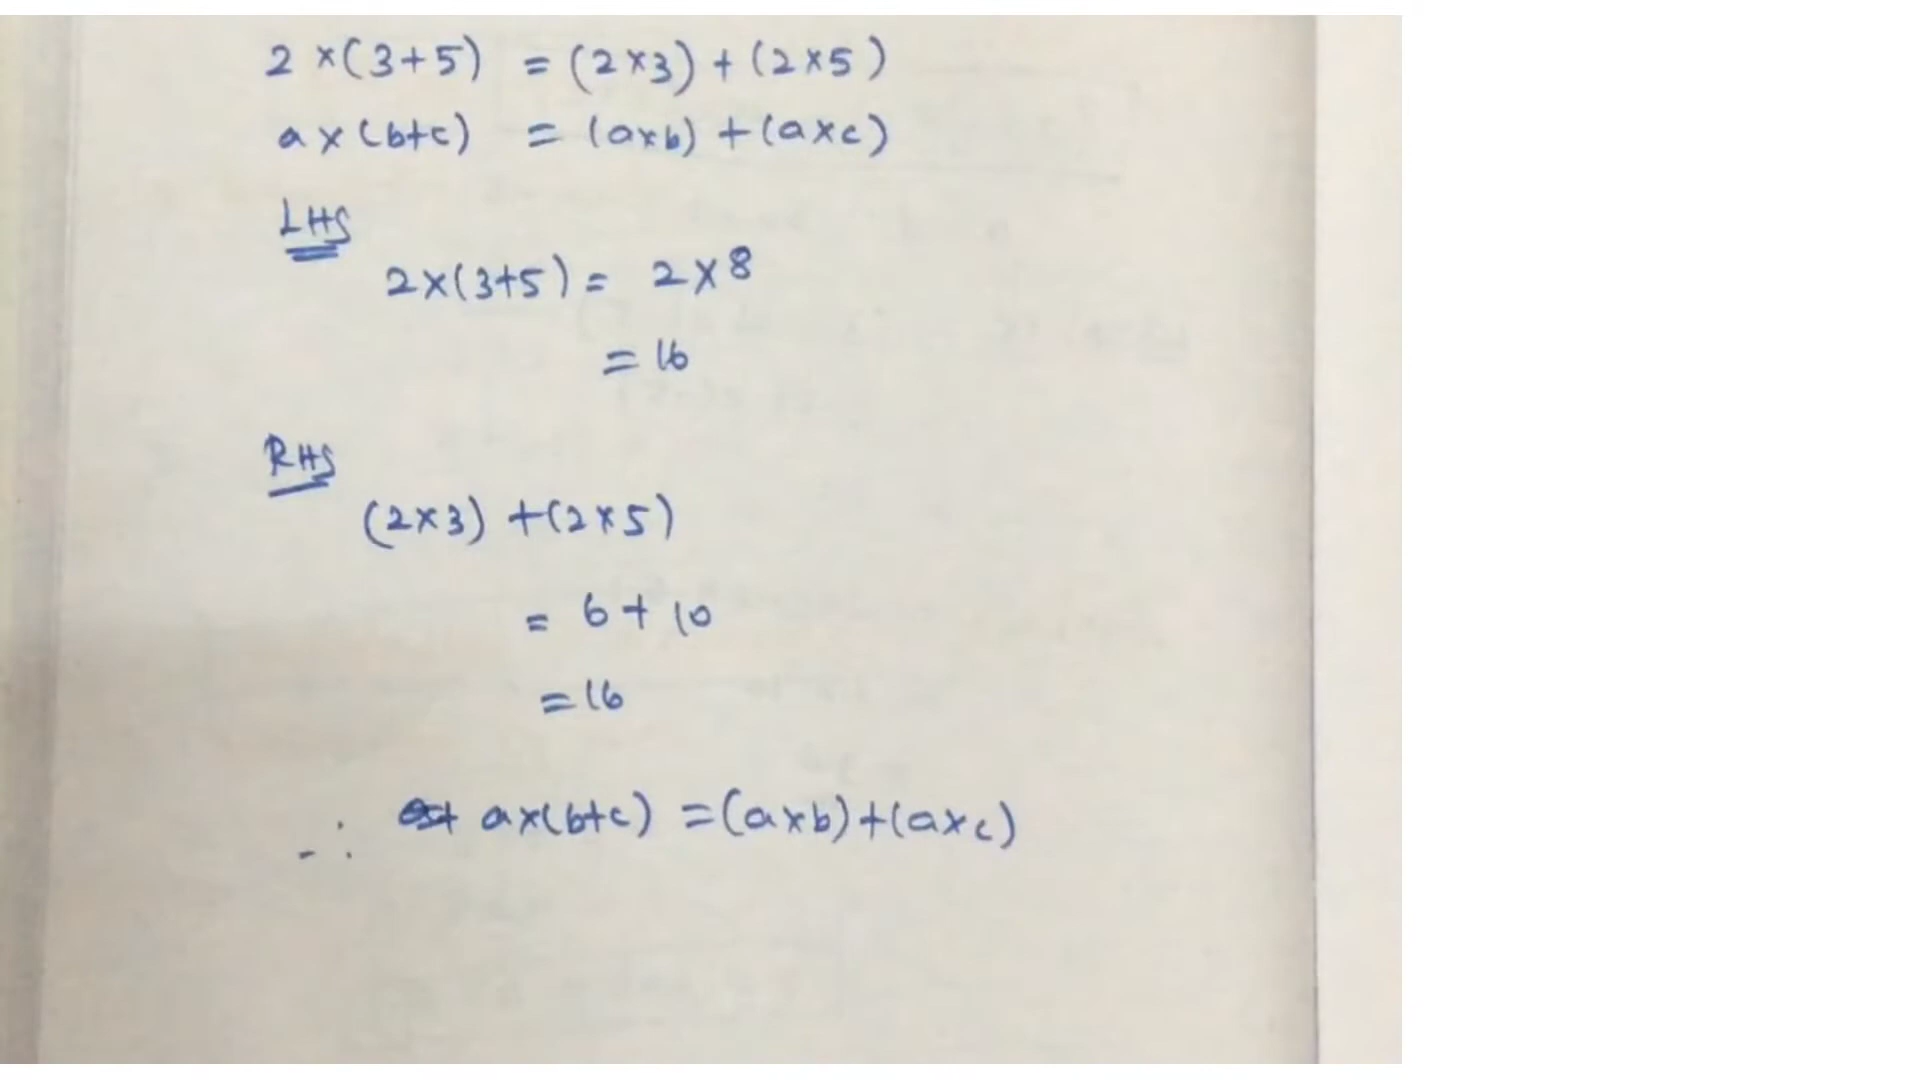 2 × (3+5) = (2×3) + (2×5)
a × (b+c) = (a×b) + (a×c)
LHS
2×(3+5) = 2×8
= 16
RHS
(2×3) + (2×5)
= 6 + 10
= 16
∴ a×(b+c) = (a×b)+(a×c)